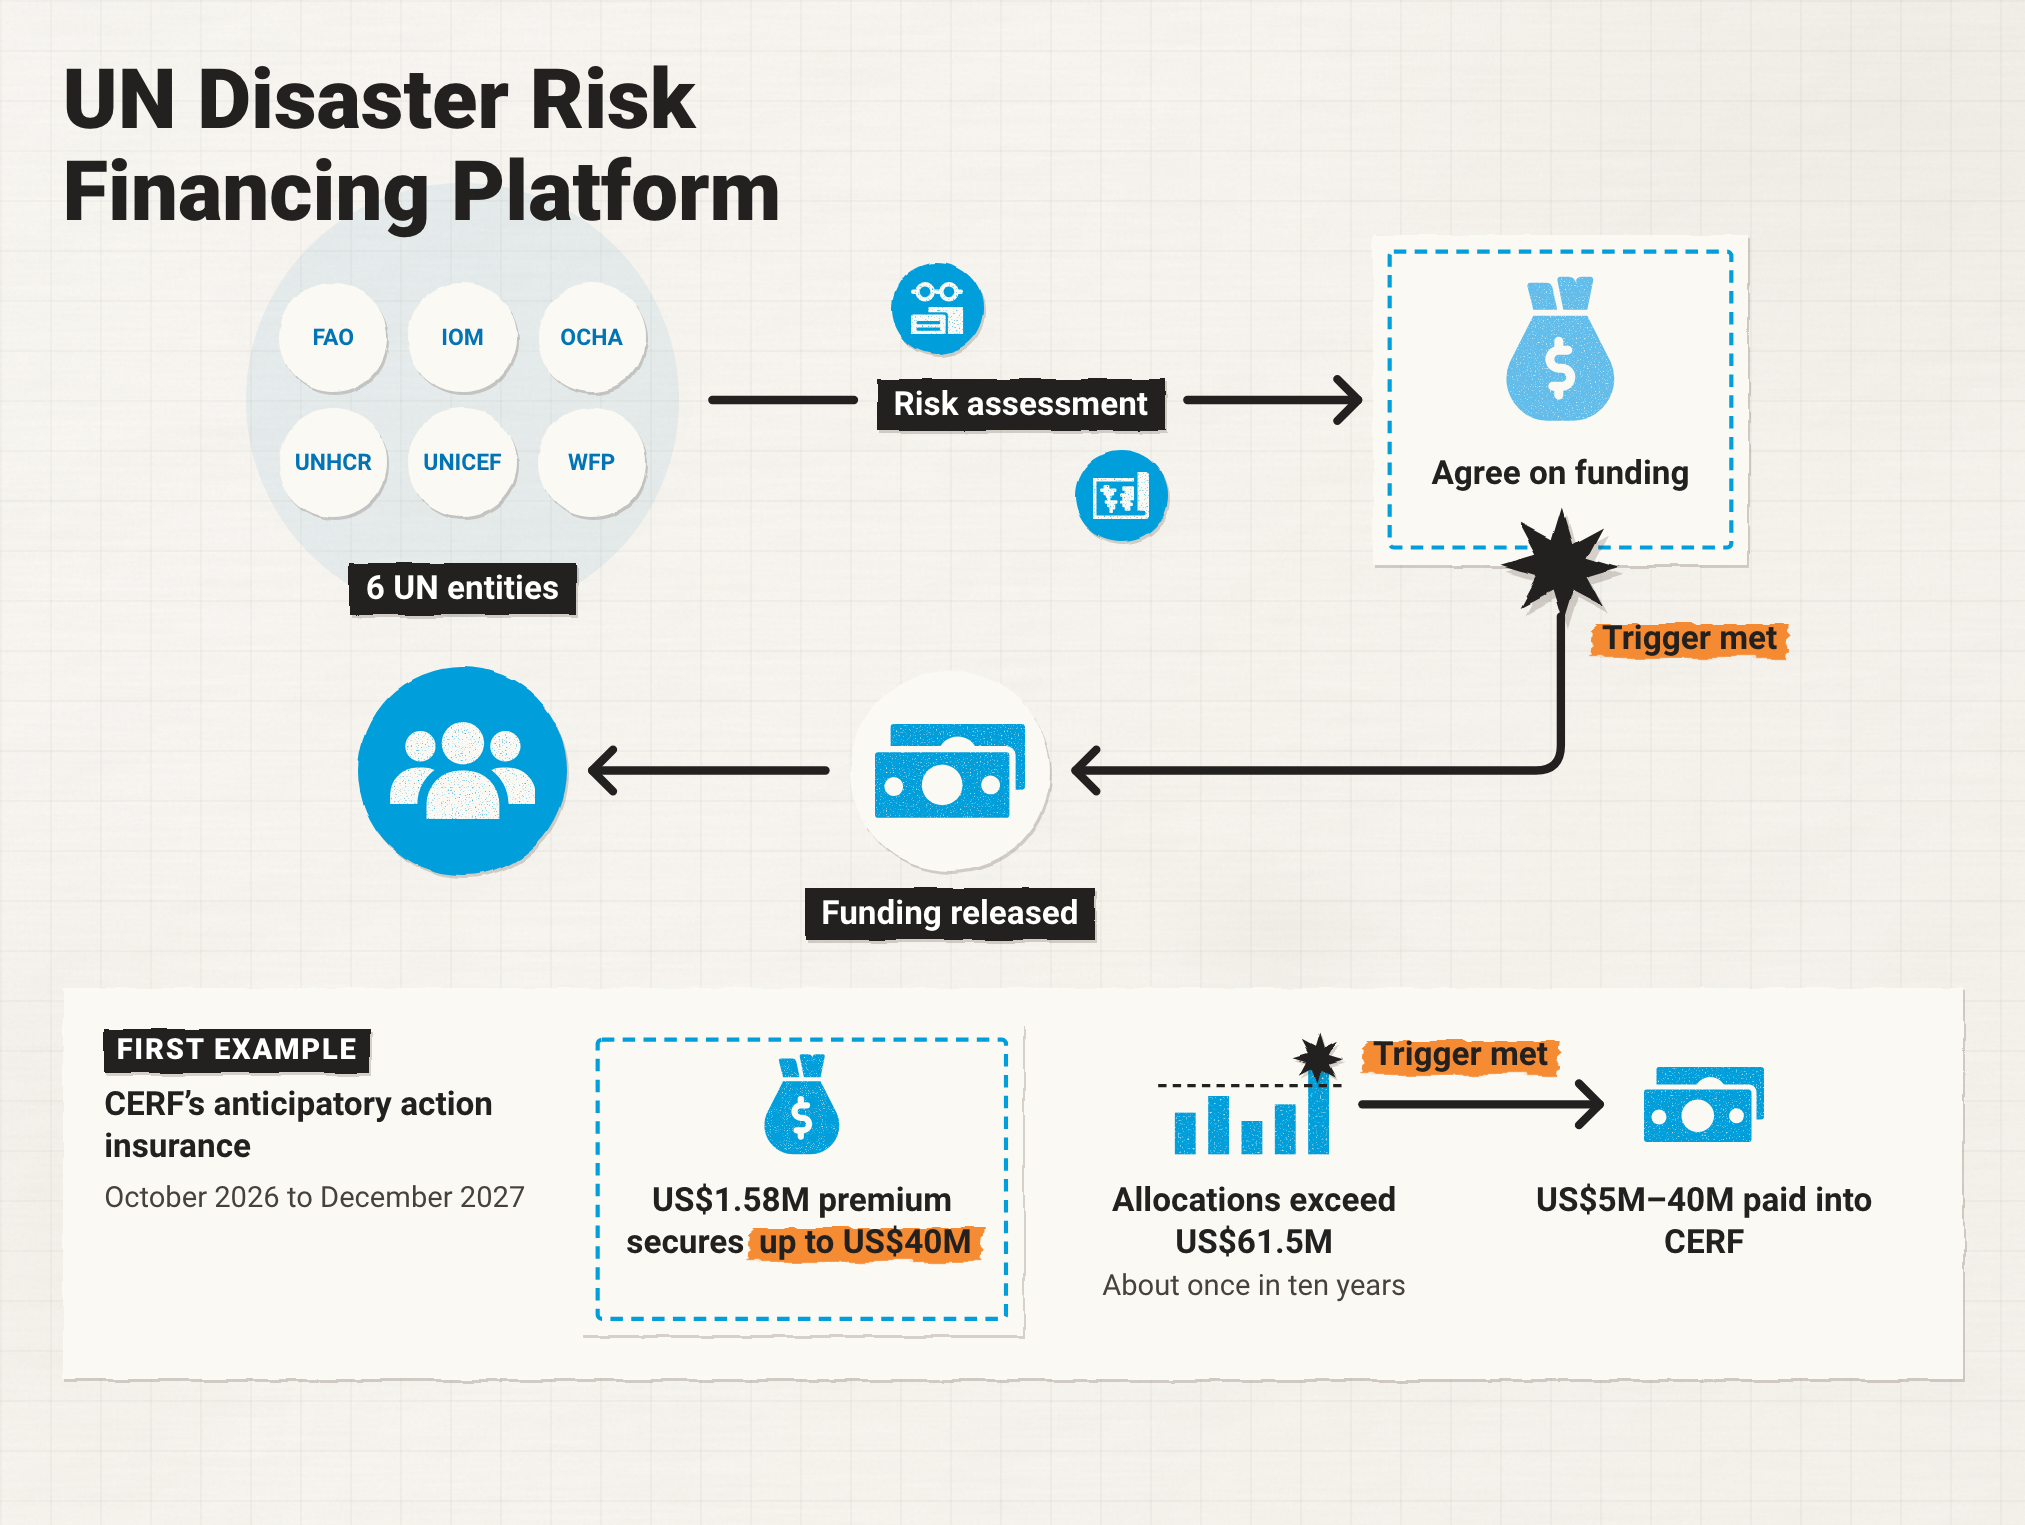 UN Disaster Risk
Financing Platform
FAO
IOM
OCHA
UNHCR
UNICEF
WFP
6 UN entities
Risk assessment
$
Agree on funding
Trigger met
Funding released
FIRST EXAMPLE
CERF’s anticipatory action
insurance
October 2026 to December 2027
$
US$1.58M premium
secures up to US$40M
Trigger met
Allocations exceed
US$61.5M
About once in ten years
US$5M–40M paid into
CERF